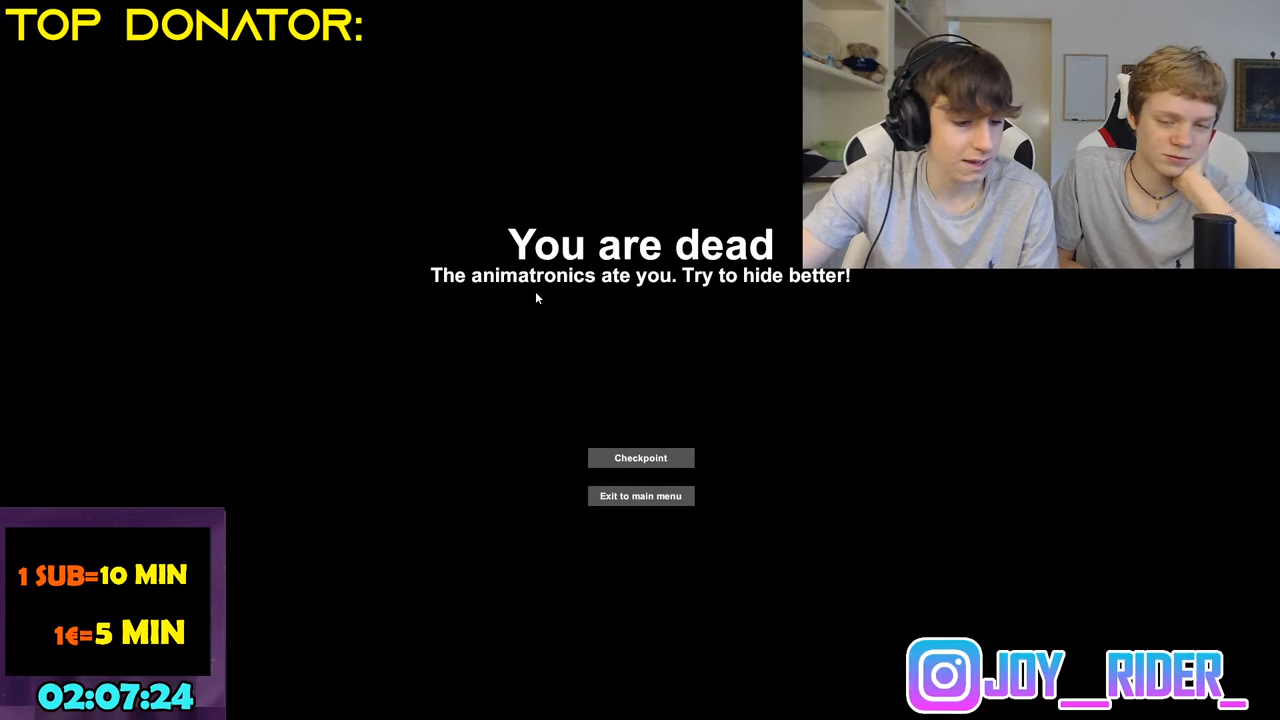 TOP DONATOR:
You are dead
The animatronics ate you. Try to hide better!
Checkpoint
Exit to main menu
1 SUB=10 MIN
1€=5 MIN
02:07:24
JOY__RIDER_